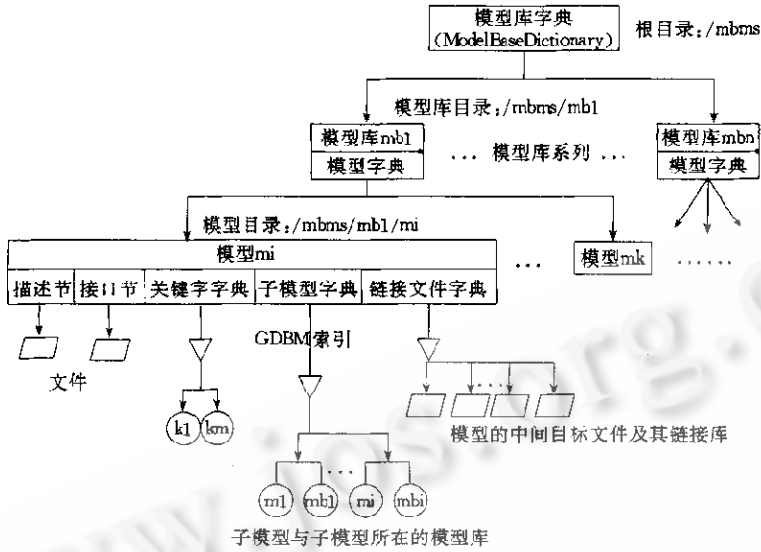 模型库字典
(ModelBaseDictionary)
根目录:/mbms
模型库目录:/mbms/mb1
模型库mb1
模型字典
... 模型库系列 ...
模型库mbn
模型字典
模型目录:/mbms/mb1/mi
模型mi
描述节 接口节 关键字字典 子模型字典 链接文件字典
...
模型mk
......
GDBM索引
文件
k1 km
.....
模型的中间目标文件及其链接库
...
m1 mb1 mi mbi
子模型与子模型所在的模型库
www.jos.org.c